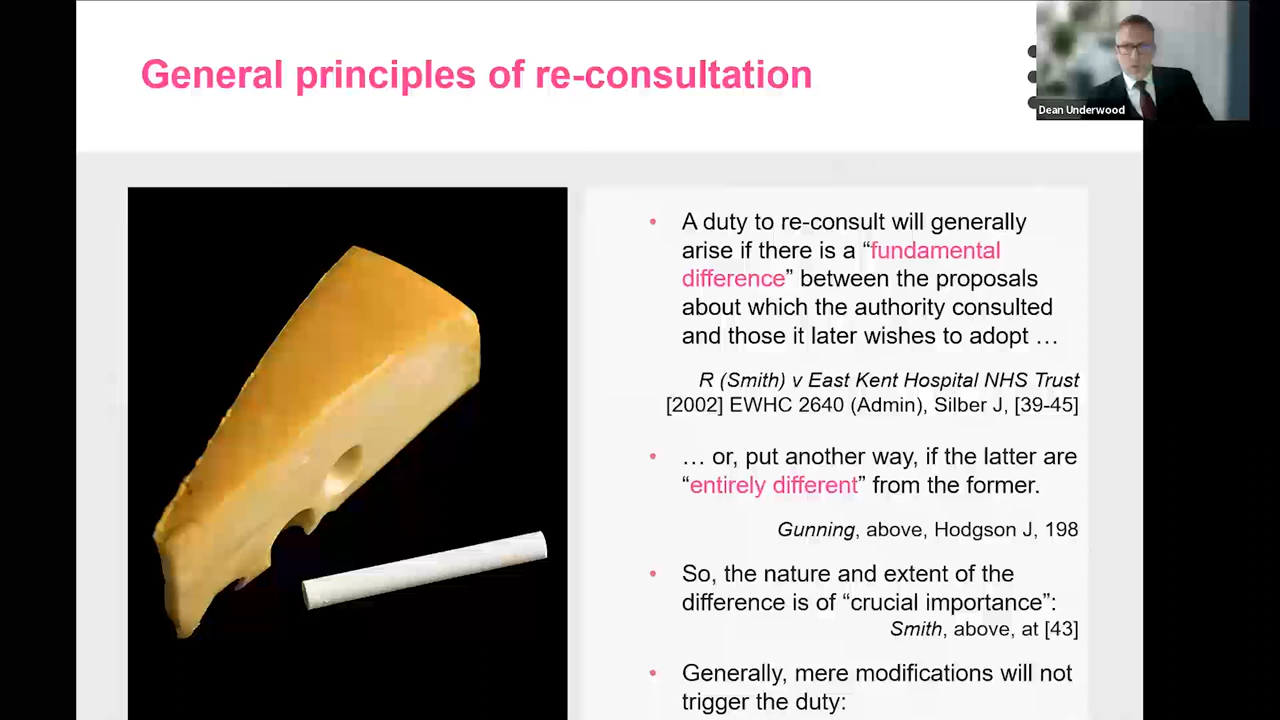 General principles of re-consultation
Dean Underwood
• A duty to re-consult will generally
arise if there is a “fundamental
difference” between the proposals
about which the authority consulted
and those it later wishes to adopt …
R (Smith) v East Kent Hospital NHS Trust
[2002] EWHC 2640 (Admin), Silber J, [39-45]
• … or, put another way, if the latter are
“entirely different” from the former.
Gunning, above, Hodgson J, 198
• So, the nature and extent of the
difference is of “crucial importance”:
Smith, above, at [43]
• Generally, mere modifications will not
trigger the duty: